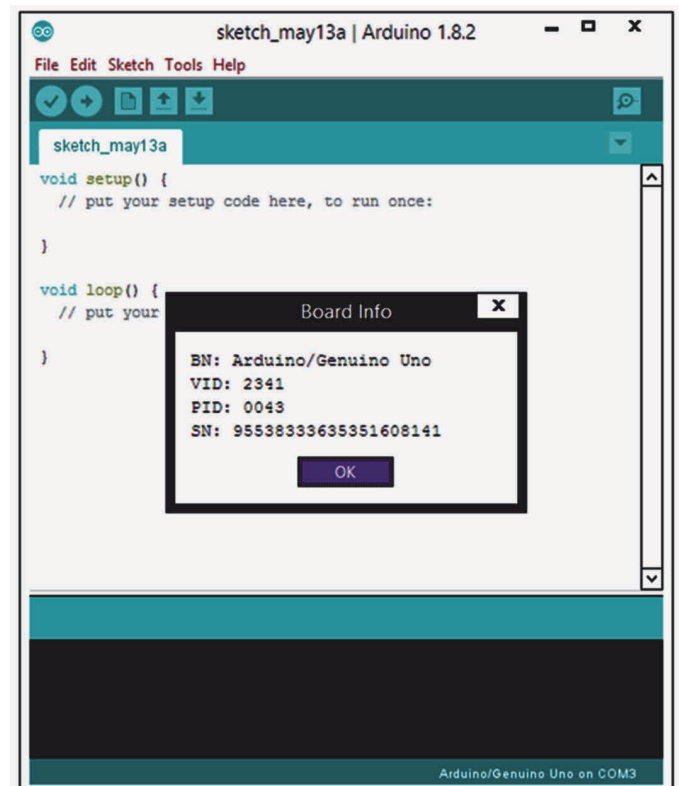 sketch_may13a | Arduino 1.8.2
File Edit Sketch Tools Help
sketch_may13a
void setup() {
// put your setup code here, to run once:
}
void loop() {
// put your
}
Board Info
BN: Arduino/Genuino Uno
VID: 2341
PID: 0043
SN: 95538333635351608141
OK
Arduino/Genuino Uno on COM3